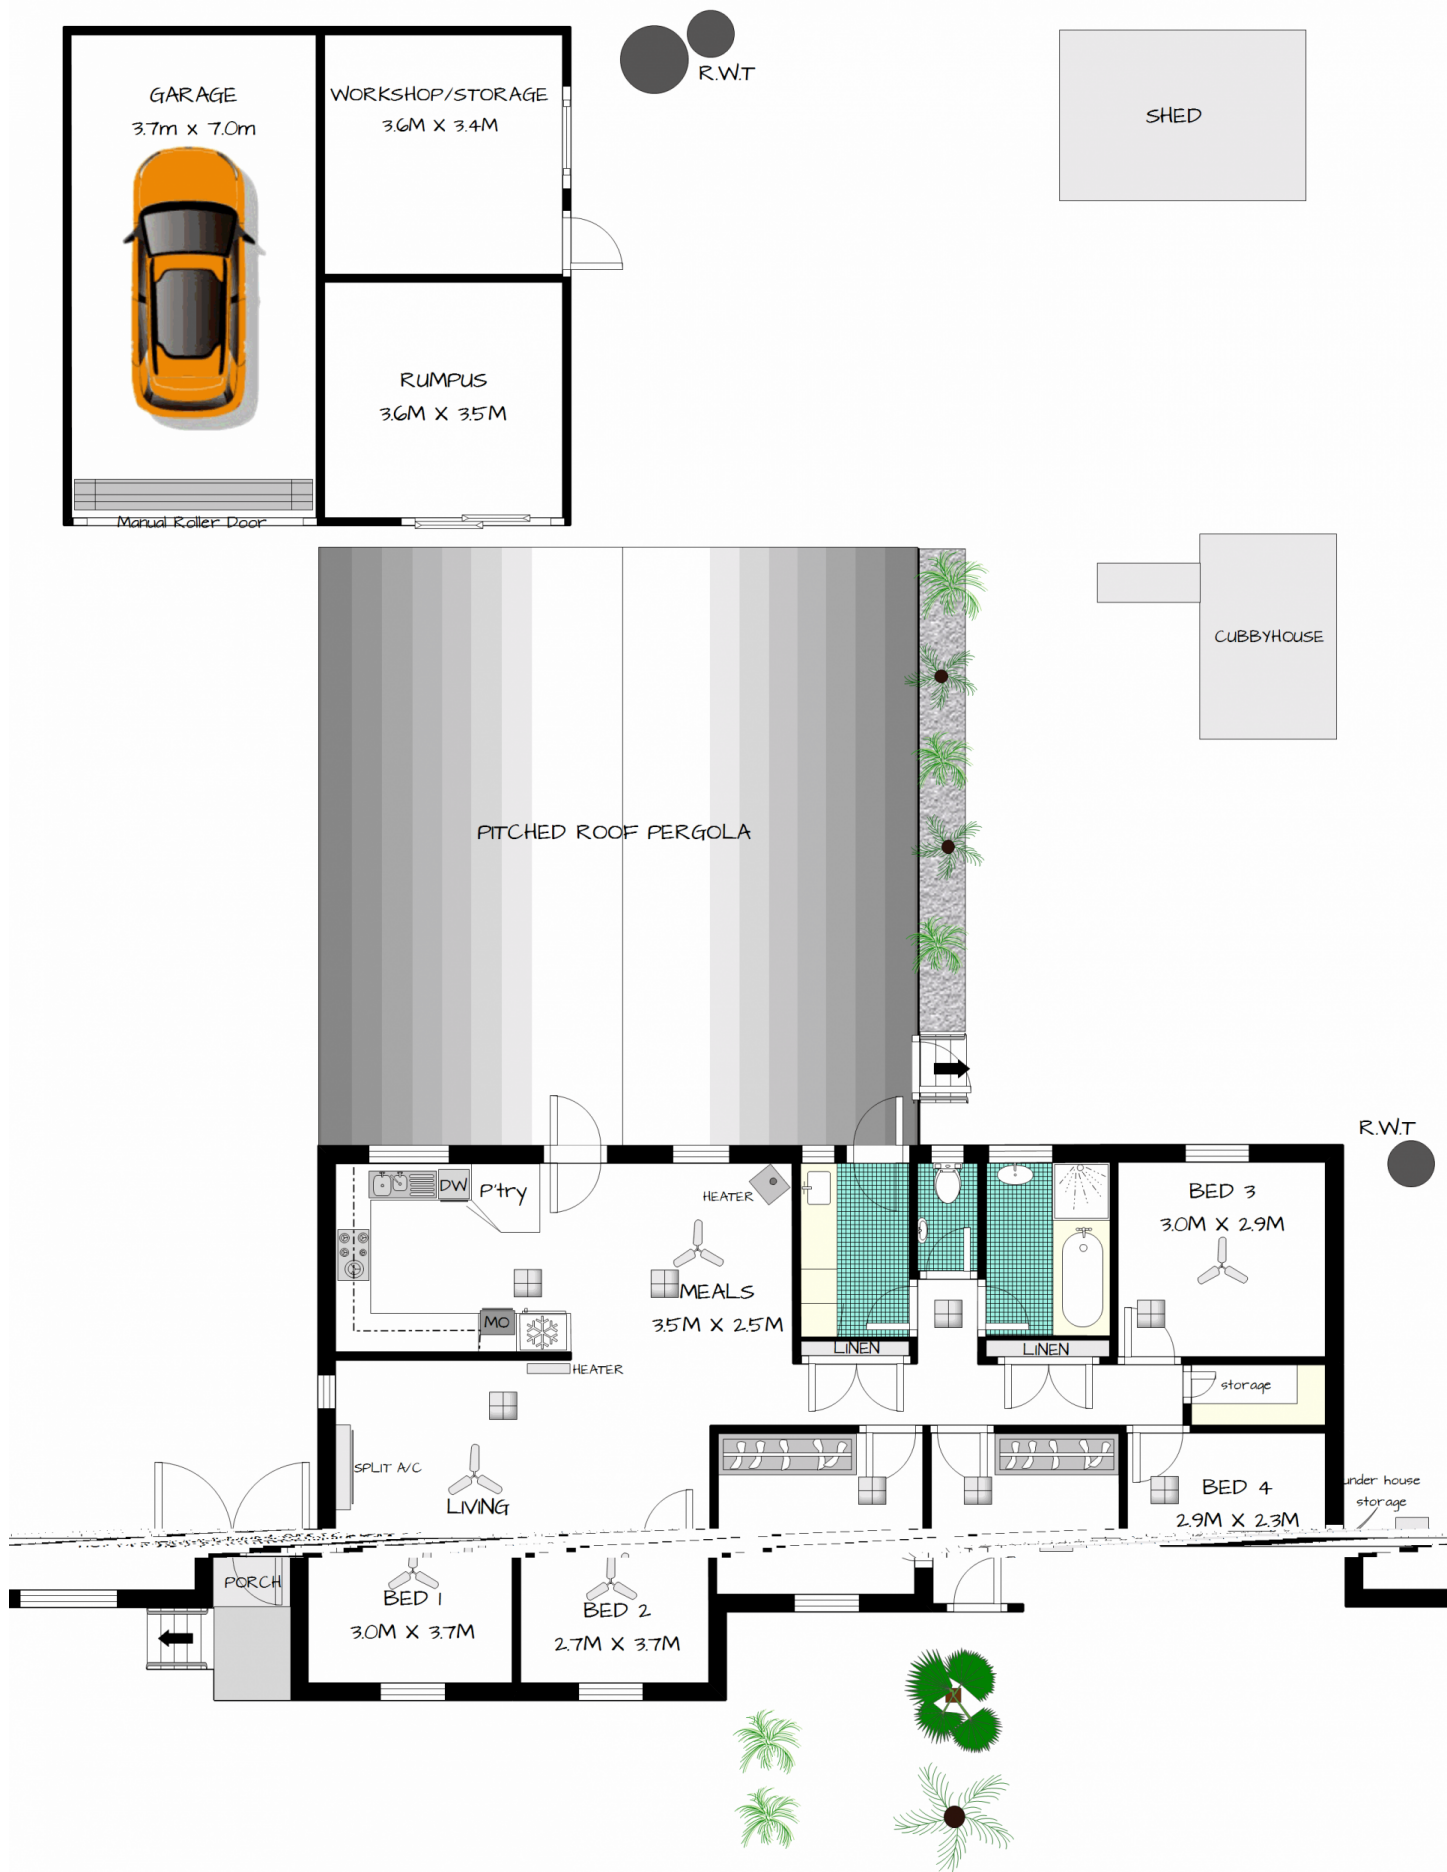 R.W.T
GARAGE
3.7m x 7.0m
WORKSHOP/STORAGE
3.6M X 3.4M
SHED
RUMPUS
3.6M X 3.5M
Manual Roller Door
CUBBYHOUSE
PITCHED ROOF PERGOLA
R.W.T
DW
P'try
HEATER
BED 3
3.0M X 2.9M
MEALS
3.5M X 2.5M
MO
LINEN
LINEN
HEATER
storage
SPLIT A/C
LIVING
BED 4
2.9M X 2.3M
under house
storage
PORCH
BED 1
3.0M X 3.7M
BED 2
2.7M X 3.7M